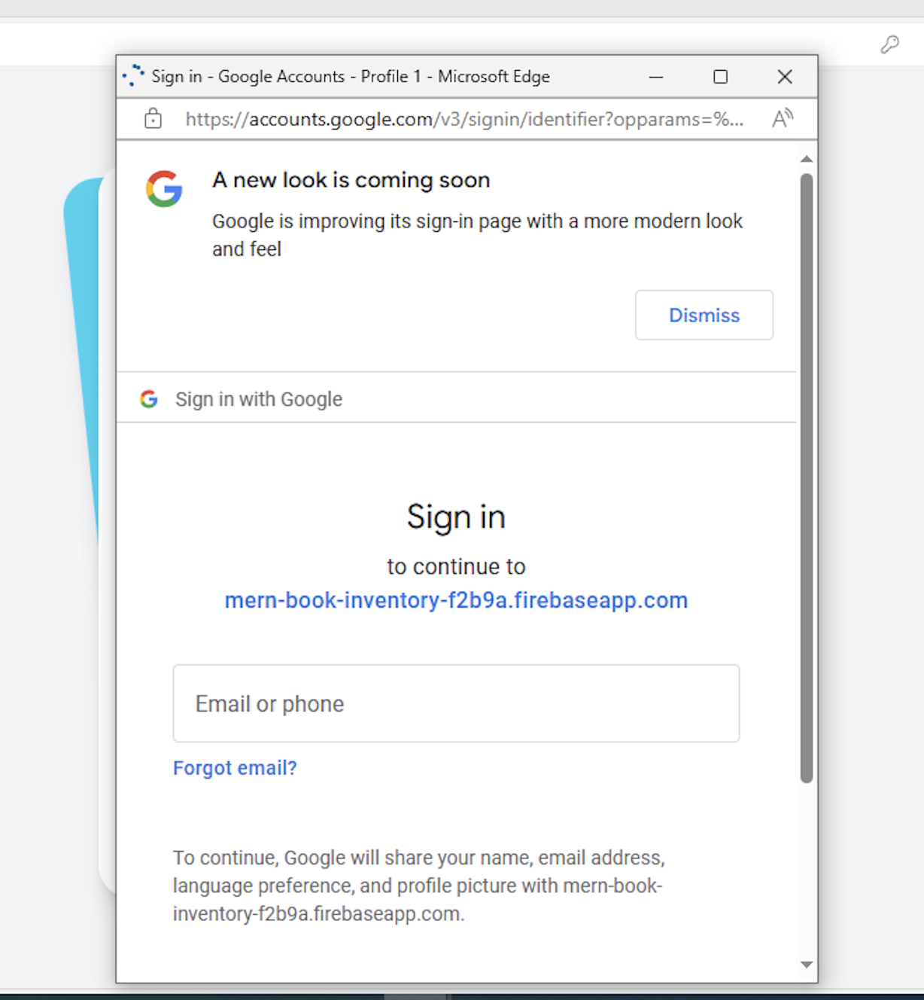 Sign in - Google Accounts - Profile 1 - Microsoft Edge
https://accounts.google.com/v3/signin/identifier?opparams=%...
A new look is coming soon
Google is improving its sign-in page with a more modern look
and feel
Dismiss
Sign in with Google
Sign in
to continue to
mern-book-inventory-f2b9a.firebaseapp.com
Email or phone
Forgot email?
To continue, Google will share your name, email address,
language preference, and profile picture with mern-book-
inventory-f2b9a.firebaseapp.com.